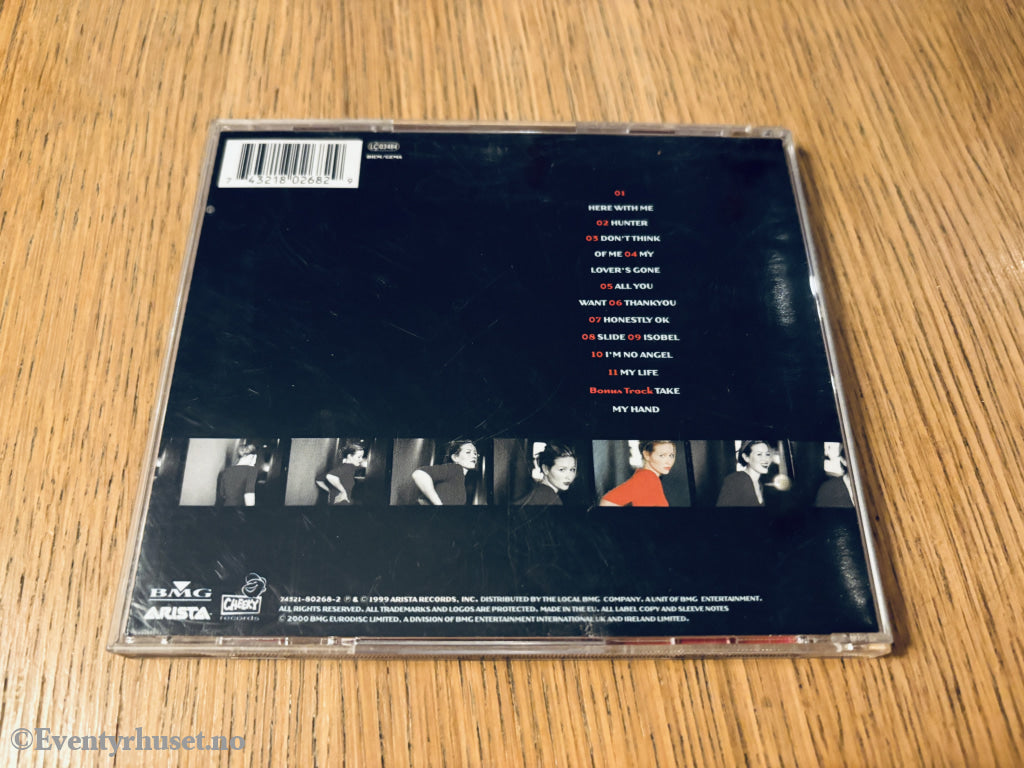 7 43218 02682 9
LC 03484
BIEM/GEMA
01
HERE WITH ME
02 HUNTER
03 DON'T THINK
OF ME 04 MY
LOVER'S GONE
05 ALL YOU
WANT 06 THANKYOU
07 HONESTLY OK
08 SLIDE 09 ISOBEL
10 I'M NO ANGEL
11 MY LIFE
Bonus Track TAKE
MY HAND
BMG
ARISTA
CHEEKY
records
74321-80268-2 ℗ & © 1999 ARISTA RECORDS, INC. DISTRIBUTED BY THE LOCAL BMG COMPANY. A UNIT OF BMG ENTERTAINMENT.
ALL RIGHTS RESERVED. ALL TRADEMARKS AND LOGOS ARE PROTECTED. MADE IN THE EU. ALL LABEL COPY AND SLEEVE NOTES
© 2000 BMG EURODISC LIMITED, A DIVISION OF BMG ENTERTAINMENT INTERNATIONAL UK AND IRELAND LIMITED.
©Eventyrhuset.no